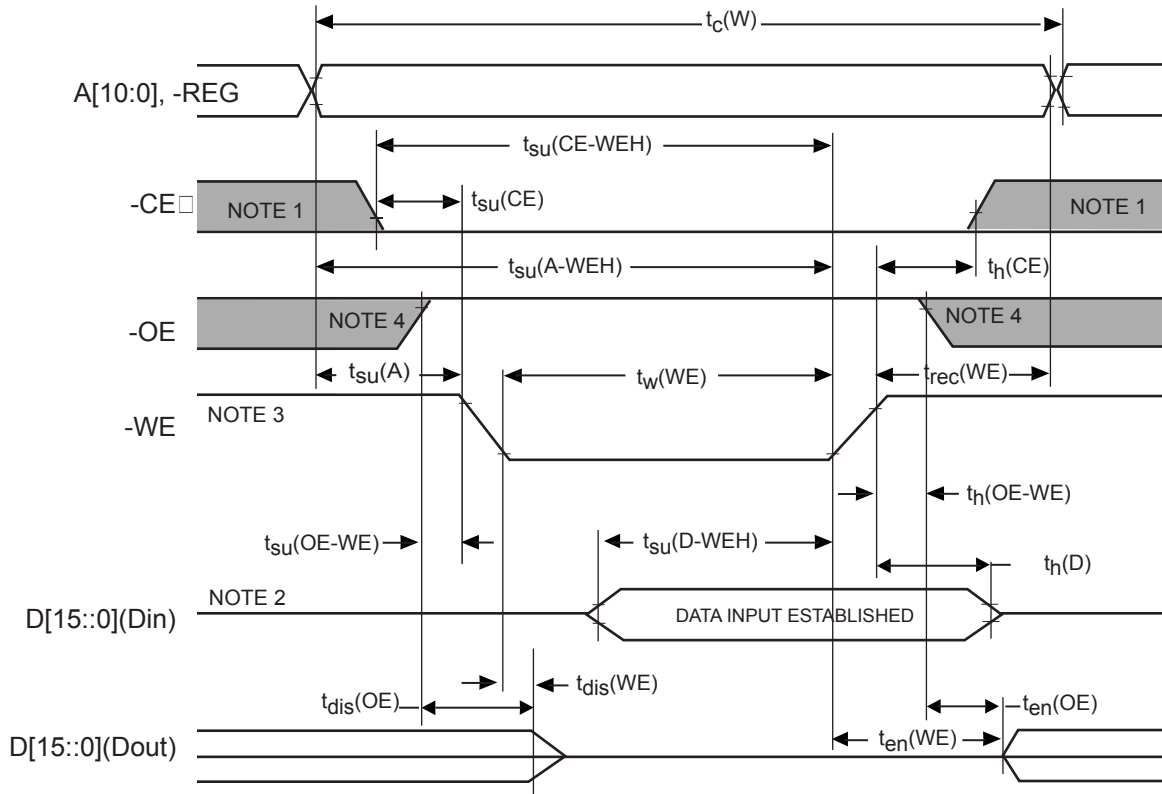 tc(W)
A[10:0], -REG
tsu(CE-WEH)
-CE□
NOTE 1
tsu(CE)
NOTE 1
tsu(A-WEH)
th(CE)
-OE
NOTE 4
NOTE 4
tsu(A)
tw(WE)
trec(WE)
-WE
NOTE 3
th(OE-WE)
tsu(OE-WE)
tsu(D-WEH)
th(D)
NOTE 2
D[15::0](Din)
DATA INPUT ESTABLISHED
tdis(WE)
tdis(OE)
ten(OE)
D[15::0](Dout)
ten(WE)